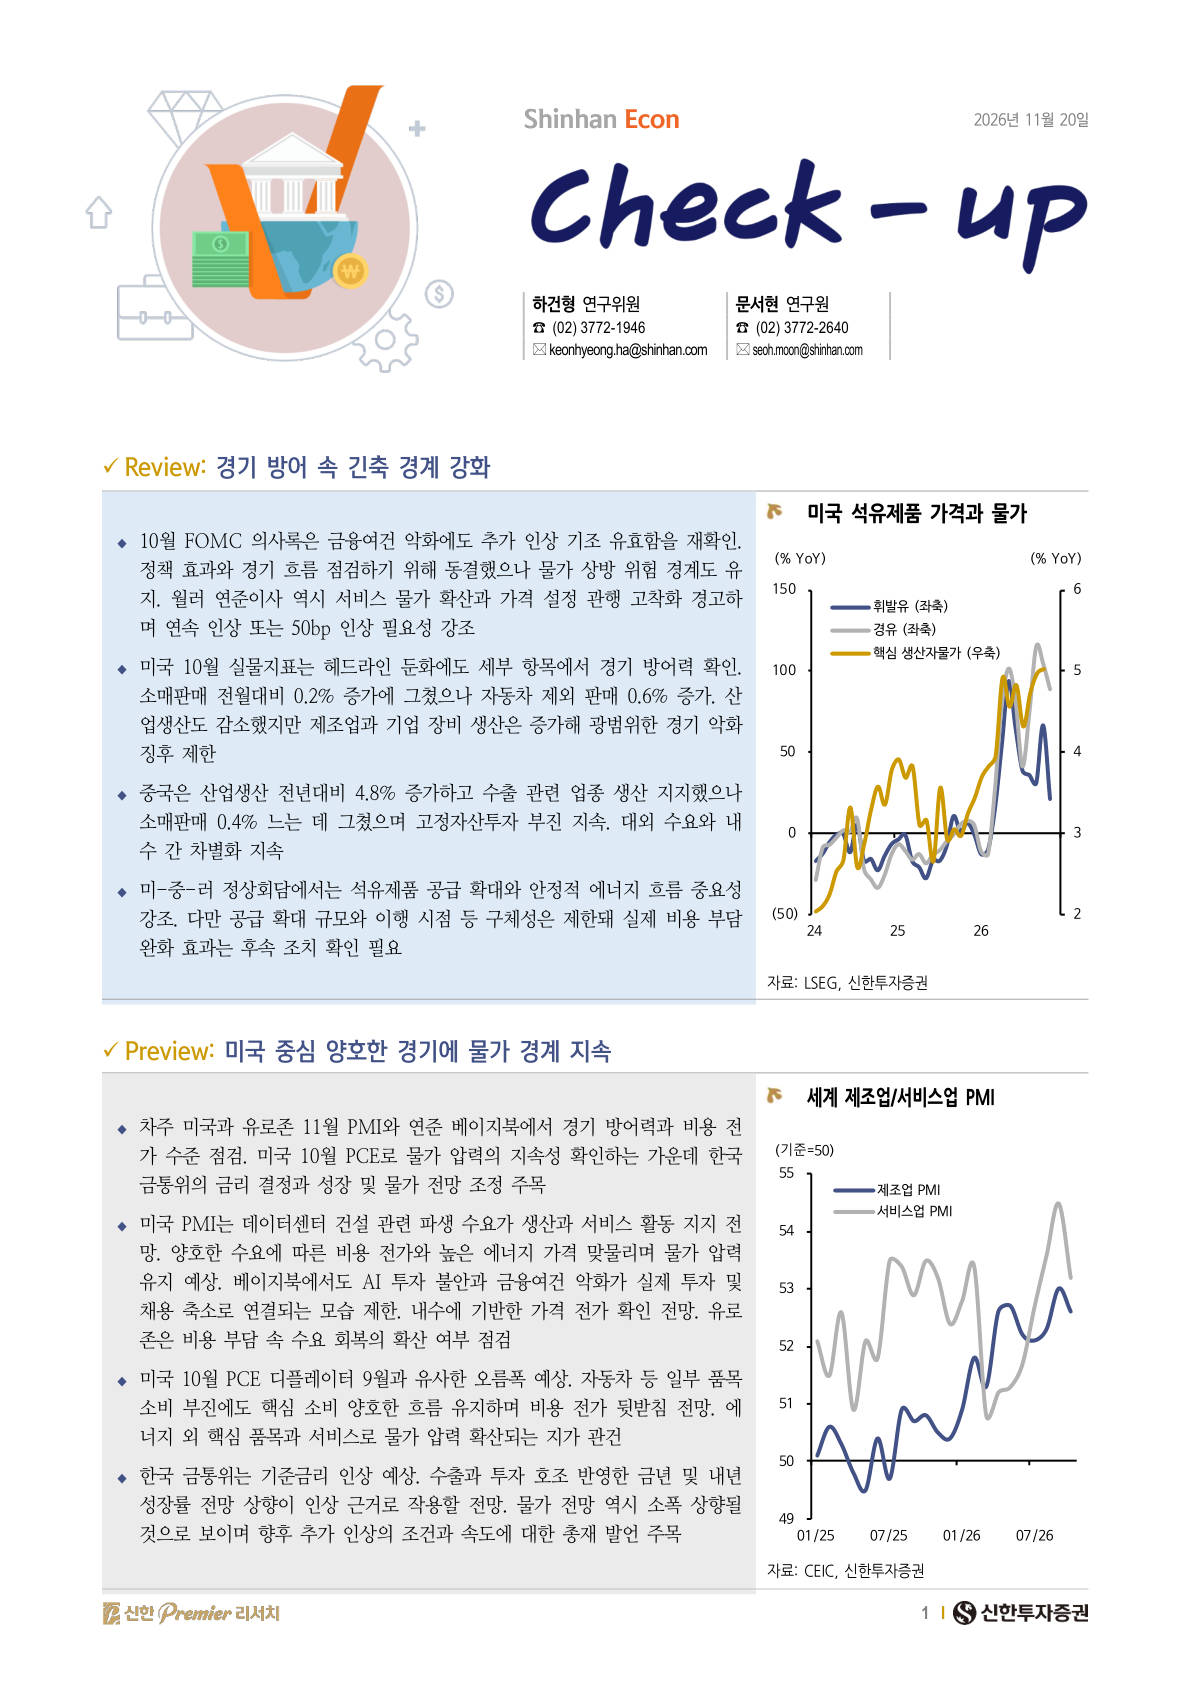 Shinhan Econ
2026년 11월 20일
Check-up
하건형 연구위원
☎ (02) 3772-1946
✉ keonhyeong.ha@shinhan.com
문서현 연구원
☎ (02) 3772-2640
✉ seoh.moon@shinhan.com
✓ Review: 경기 방어 속 긴축 경계 강화
◆ 10월 FOMC 의사록은 금융여건 악화에도 추가 인상 기조 유효함을 재확인.
정책 효과와 경기 흐름 점검하기 위해 동결했으나 물가 상방 위험 경계도 유
지. 월러 연준이사 역시 서비스 물가 확산과 가격 설정 관행 고착화 경고하
며 연속 인상 또는 50bp 인상 필요성 강조
◆ 미국 10월 실물지표는 헤드라인 둔화에도 세부 항목에서 경기 방어력 확인.
소매판매 전월대비 0.2% 증가에 그쳤으나 자동차 제외 판매 0.6% 증가. 산
업생산도 감소했지만 제조업과 기업 장비 생산은 증가해 광범위한 경기 악화
징후 제한
◆ 중국은 산업생산 전년대비 4.8% 증가하고 수출 관련 업종 생산 지지했으나
소매판매 0.4% 느는 데 그쳤으며 고정자산투자 부진 지속. 대외 수요와 내
수 간 차별화 지속
◆ 미-중-러 정상회담에서는 석유제품 공급 확대와 안정적 에너지 흐름 중요성
강조. 다만 공급 확대 규모와 이행 시점 등 구체성은 제한돼 실제 비용 부담
완화 효과는 후속 조치 확인 필요
미국 석유제품 가격과 물가
(% YoY)
(% YoY)
휘발유 (좌축)
경유 (좌축)
핵심 생산자물가 (우축)
150
100
50
0
(50)
6
5
4
3
2
24 25 26
자료: LSEG, 신한투자증권
✓ Preview: 미국 중심 양호한 경기에 물가 경계 지속
◆ 차주 미국과 유로존 11월 PMI와 연준 베이지북에서 경기 방어력과 비용 전
가 수준 점검. 미국 10월 PCE로 물가 압력의 지속성 확인하는 가운데 한국
금통위의 금리 결정과 성장 및 물가 전망 조정 주목
◆ 미국 PMI는 데이터센터 건설 관련 파생 수요가 생산과 서비스 활동 지지 전
망. 양호한 수요에 따른 비용 전가와 높은 에너지 가격 맞물리며 물가 압력
유지 예상. 베이지북에서도 AI 투자 불안과 금융여건 악화가 실제 투자 및
채용 축소로 연결되는 모습 제한. 내수에 기반한 가격 전가 확인 전망. 유로
존은 비용 부담 속 수요 회복의 확산 여부 점검
◆ 미국 10월 PCE 디플레이터 9월과 유사한 오름폭 예상. 자동차 등 일부 품목
소비 부진에도 핵심 소비 양호한 흐름 유지하며 비용 전가 뒷받침 전망. 에
너지 외 핵심 품목과 서비스로 물가 압력 확산되는 지가 관건
◆ 한국 금통위는 기준금리 인상 예상. 수출과 투자 호조 반영한 금년 및 내년
성장률 전망 상향이 인상 근거로 작용할 전망. 물가 전망 역시 소폭 상향될
것으로 보이며 향후 추가 인상의 조건과 속도에 대한 총재 발언 주목
세계 제조업/서비스업 PMI
(기준=50)
제조업 PMI
서비스업 PMI
55
54
53
52
51
50
49
01/25 07/25 01/26 07/26
자료: CEIC, 신한투자증권
신한 Premier 리서치
1 | 신한투자증권